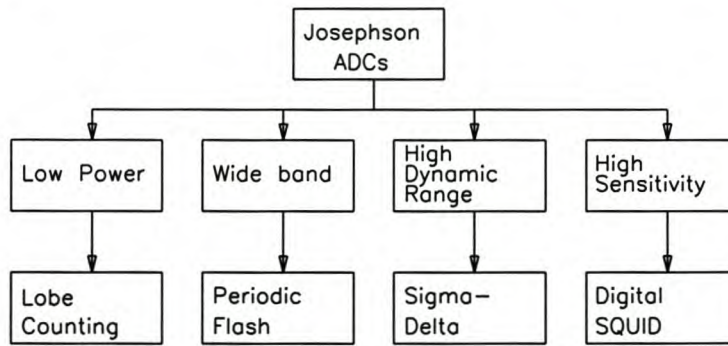 Josephson
ADCs
Low Power
Wide band
High
Dynamic
Range
High
Sensitivity
Lobe
Counting
Periodic
Flash
Sigma-
Delta
Digital
SQUID